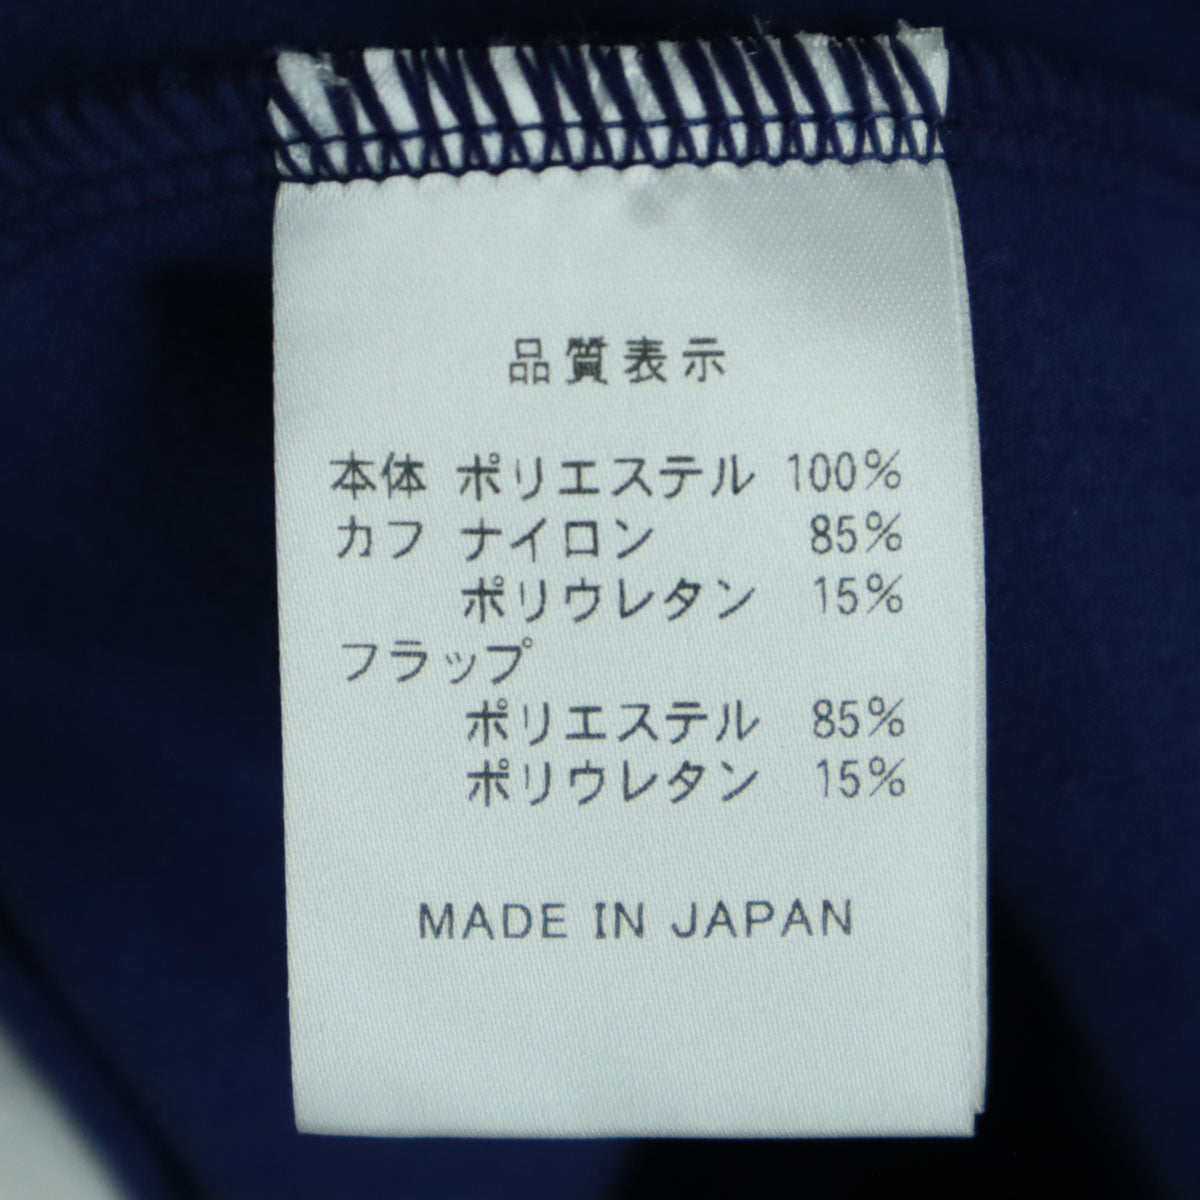 品質表示
本体 ポリエステル 100%
カフ ナイロン 85%
ポリウレタン 15%
フラップ
ポリエステル 85%
ポリウレタン 15%
MADE IN JAPAN